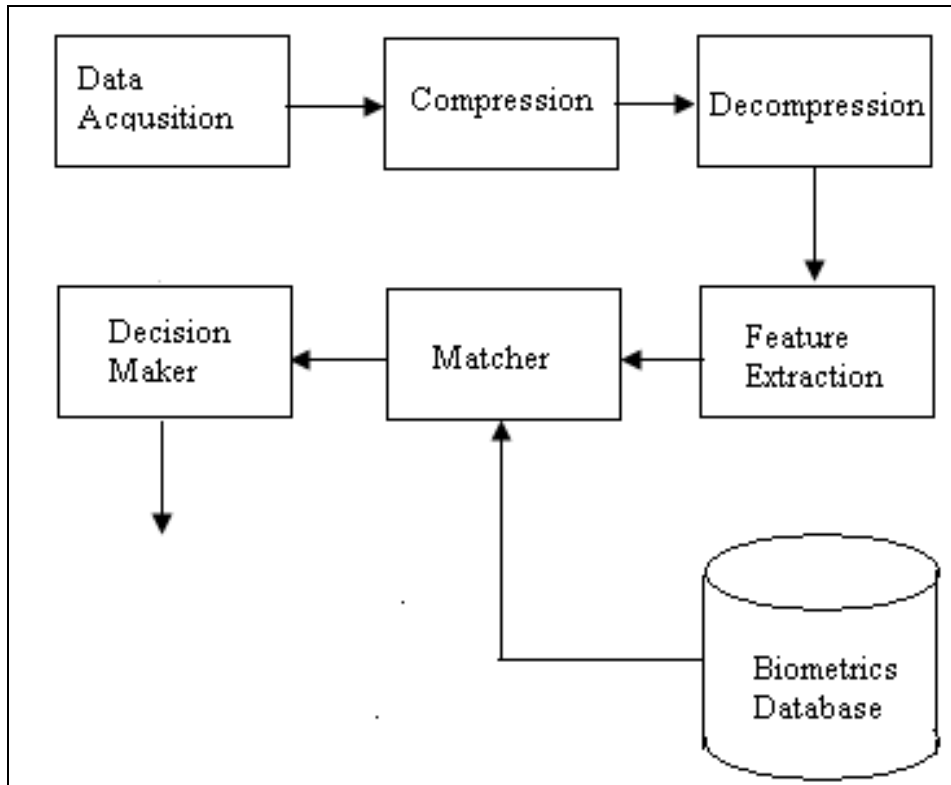 Data
Acqusition
Compression
Decompression
Decision
Maker
Matcher
Feature
Extraction
Biometrics
Database